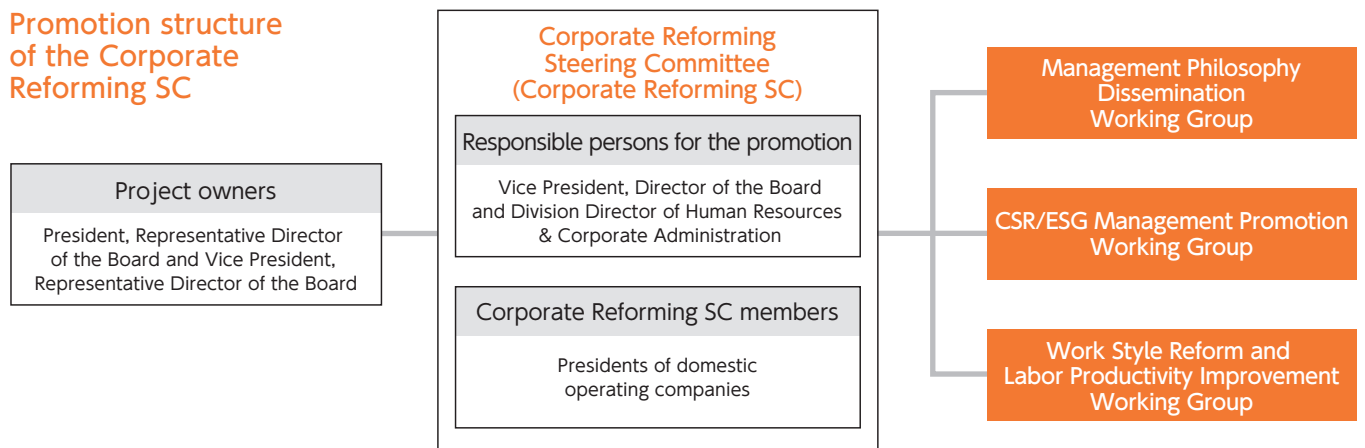 Promotion structure
of the Corporate
Reforming SC
Project owners
President, Representative Director
of the Board and Vice President,
Representative Director of the Board
Corporate Reforming
Steering Committee
(Corporate Reforming SC)
Responsible persons for the promotion
Vice President, Director of the Board
and Division Director of Human Resources
& Corporate Administration
Corporate Reforming SC members
Presidents of domestic
operating companies
Management Philosophy
Dissemination
Working Group
CSR/ESG Management Promotion
Working Group
Work Style Reform and
Labor Productivity Improvement
Working Group